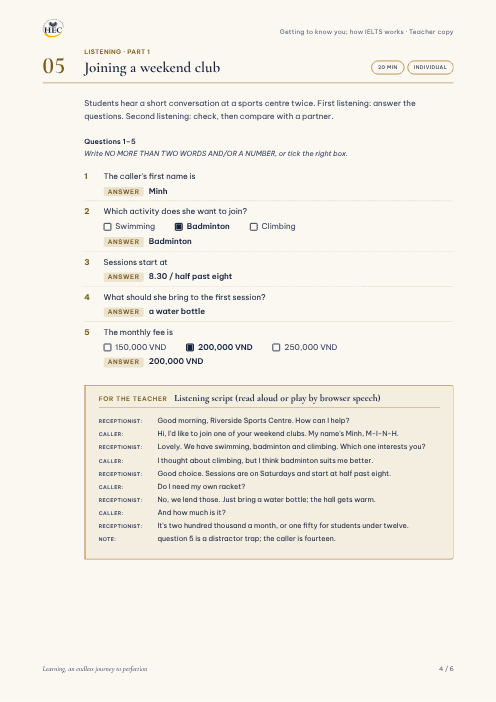 HEC
Getting to know you; how IELTS works · Teacher copy
LISTENING · PART 1
05 Joining a weekend club
20 MIN INDIVIDUAL
Students hear a short conversation at a sports centre twice. First listening: answer the
questions. Second listening: check, then compare with a partner.
Questions 1–5
Write NO MORE THAN TWO WORDS AND/OR A NUMBER, or tick the right box.
1 The caller's first name is
ANSWER Minh
2 Which activity does she want to join?
Swimming Badminton Climbing
ANSWER Badminton
3 Sessions start at
ANSWER 8.30 / half past eight
4 What should she bring to the first session?
ANSWER a water bottle
5 The monthly fee is
150,000 VND 200,000 VND 250,000 VND
ANSWER 200,000 VND
FOR THE TEACHER Listening script (read aloud or play by browser speech)
RECEPTIONIST: Good morning, Riverside Sports Centre. How can I help?
CALLER: Hi, I'd like to join one of your weekend clubs. My name's Minh, M-I-N-H.
RECEPTIONIST: Lovely. We have swimming, badminton and climbing. Which one interests you?
CALLER: I thought about climbing, but I think badminton suits me better.
RECEPTIONIST: Good choice. Sessions are on Saturdays and start at half past eight.
CALLER: Do I need my own racket?
RECEPTIONIST: No, we lend those. Just bring a water bottle; the hall gets warm.
CALLER: And how much is it?
RECEPTIONIST: It's two hundred thousand a month, or one fifty for students under twelve.
NOTE: question 5 is a distractor trap; the caller is fourteen.
Learning, an endless journey to perfection
4 / 6